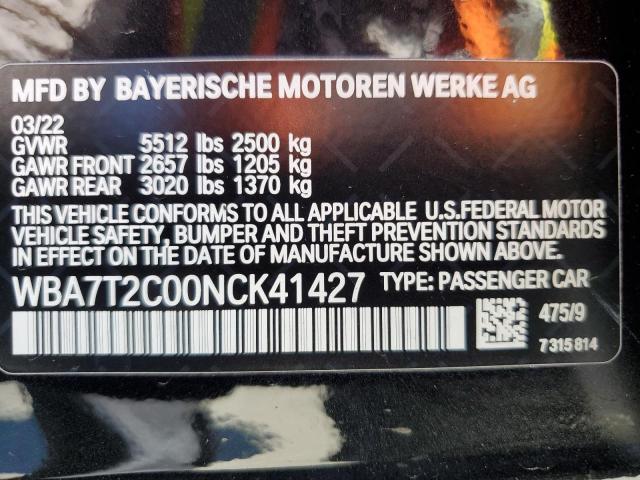 MFD BY BAYERISCHE MOTOREN WERKE AG
03/22
GVWR 5512 lbs 2500 kg
GAWR FRONT 2657 lbs 1205 kg
GAWR REAR 3020 lbs 1370 kg
THIS VEHICLE CONFORMS TO ALL APPLICABLE U.S.FEDERAL MOTOR
VEHICLE SAFETY, BUMPER AND THEFT PREVENTION STANDARDS
IN EFFECT ON THE DATE OF MANUFACTURE SHOWN ABOVE.
WBA7T2C00NCK41427 TYPE: PASSENGER CAR
475/9
7 315 814